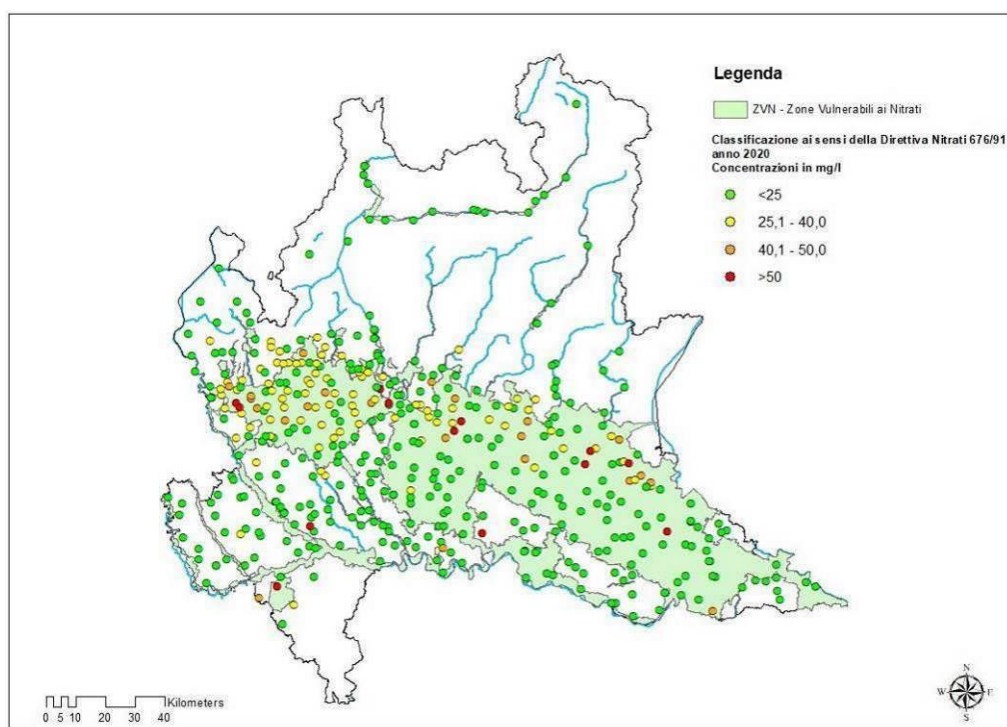 Legenda
ZVN - Zone Vulnerabili ai Nitrati
Classificazione ai sensi della Direttiva Nitrati 676/91
anno 2020
Concentrazioni in mg/l
<25
25,1 - 40,0
40,1 - 50,0
>50
Kilometers
0 5 10 20 30 40
N
W E
S